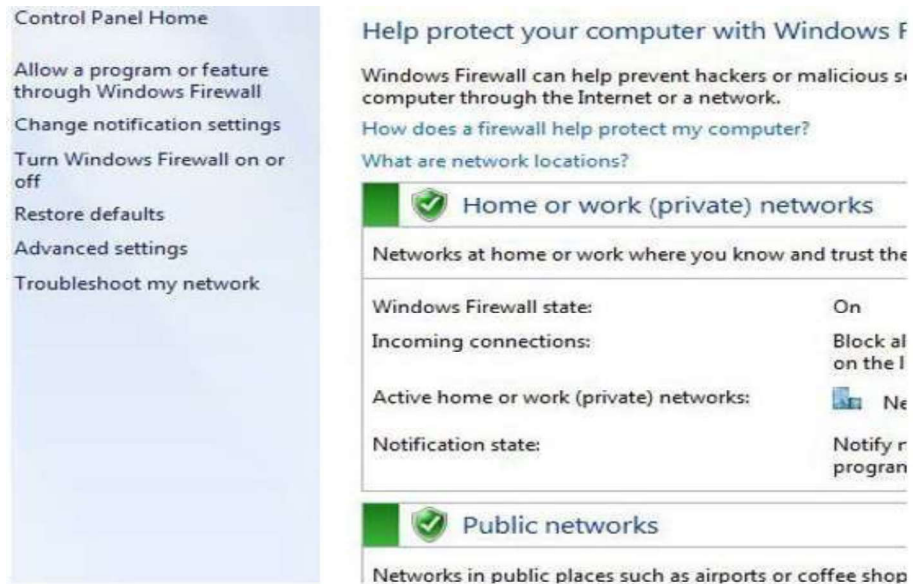 Control Panel Home
Allow a program or feature
through Windows Firewall
Change notification settings
Turn Windows Firewall on or
off
Restore defaults
Advanced settings
Troubleshoot my network
Help protect your computer with Windows
Windows Firewall can help prevent hackers or malicious
computer through the Internet or a network.
How does a firewall help protect my computer?
What are network locations?
Home or work (private) networks
Networks at home or work where you know and trust the
Windows Firewall state: On
Incoming connections: Block
on the
Active home or work (private) networks:
Notification state: Notify
Public networks
Networks in public places such as airports or coffee shop